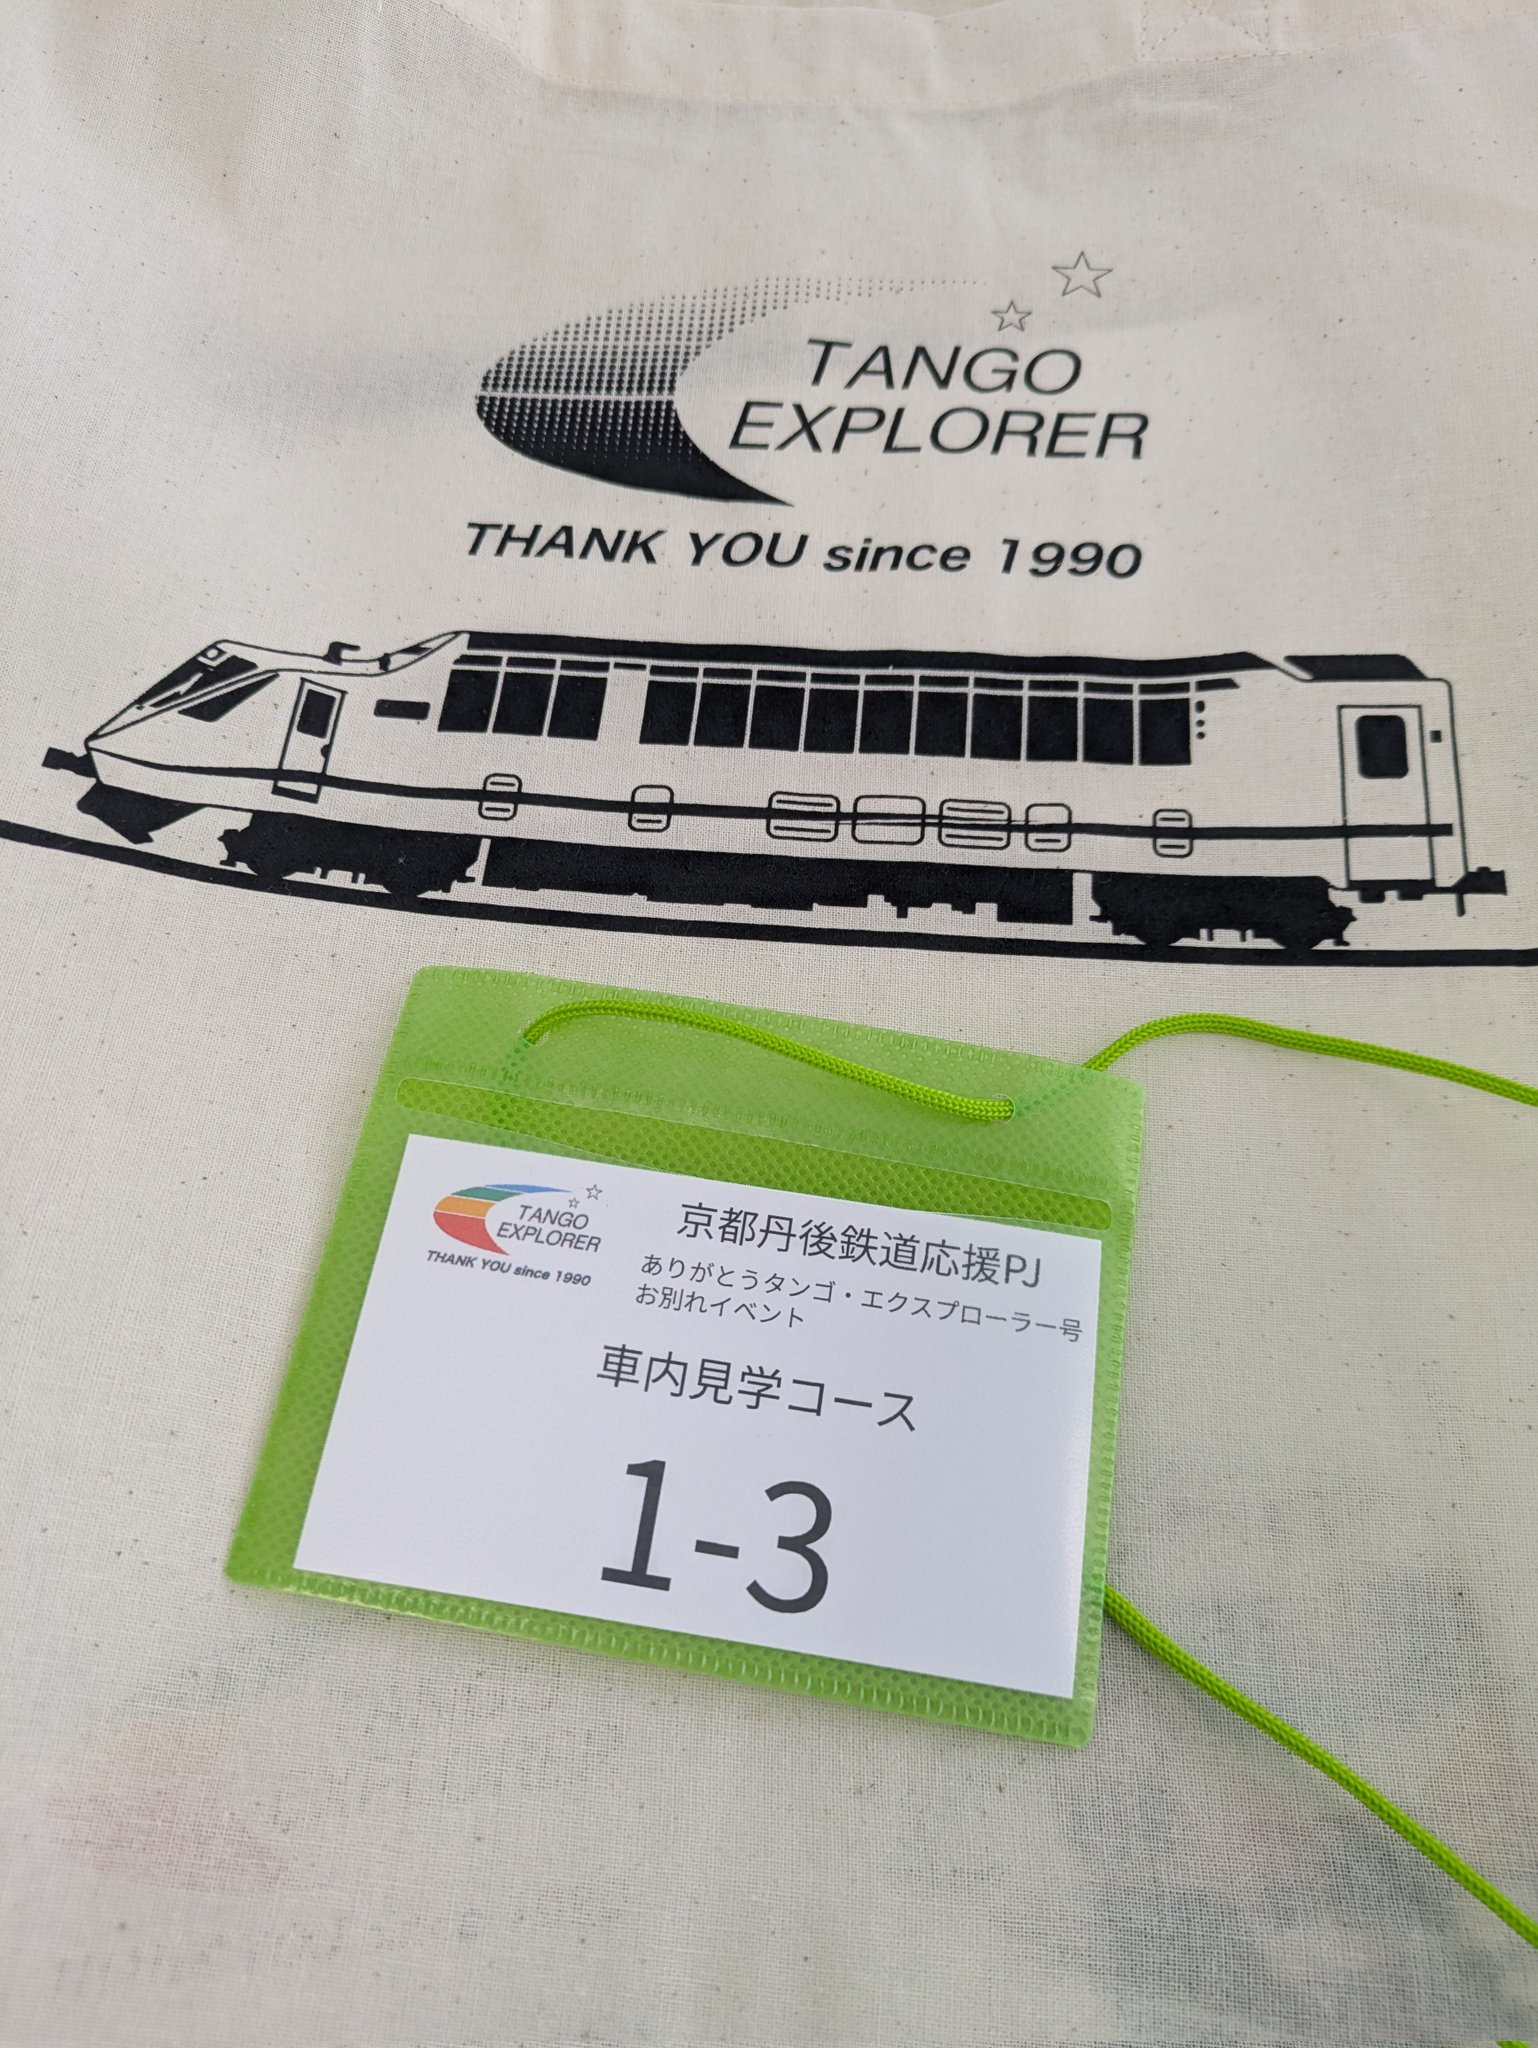 TANGO
EXPLORER
THANK YOU since 1990
TANGO
EXPLORER
THANK YOU since 1990
京都丹後鉄道応援PJ
ありがとうタンゴ・エクスプローラー号
お別れイベント
車内見学コース
1-3